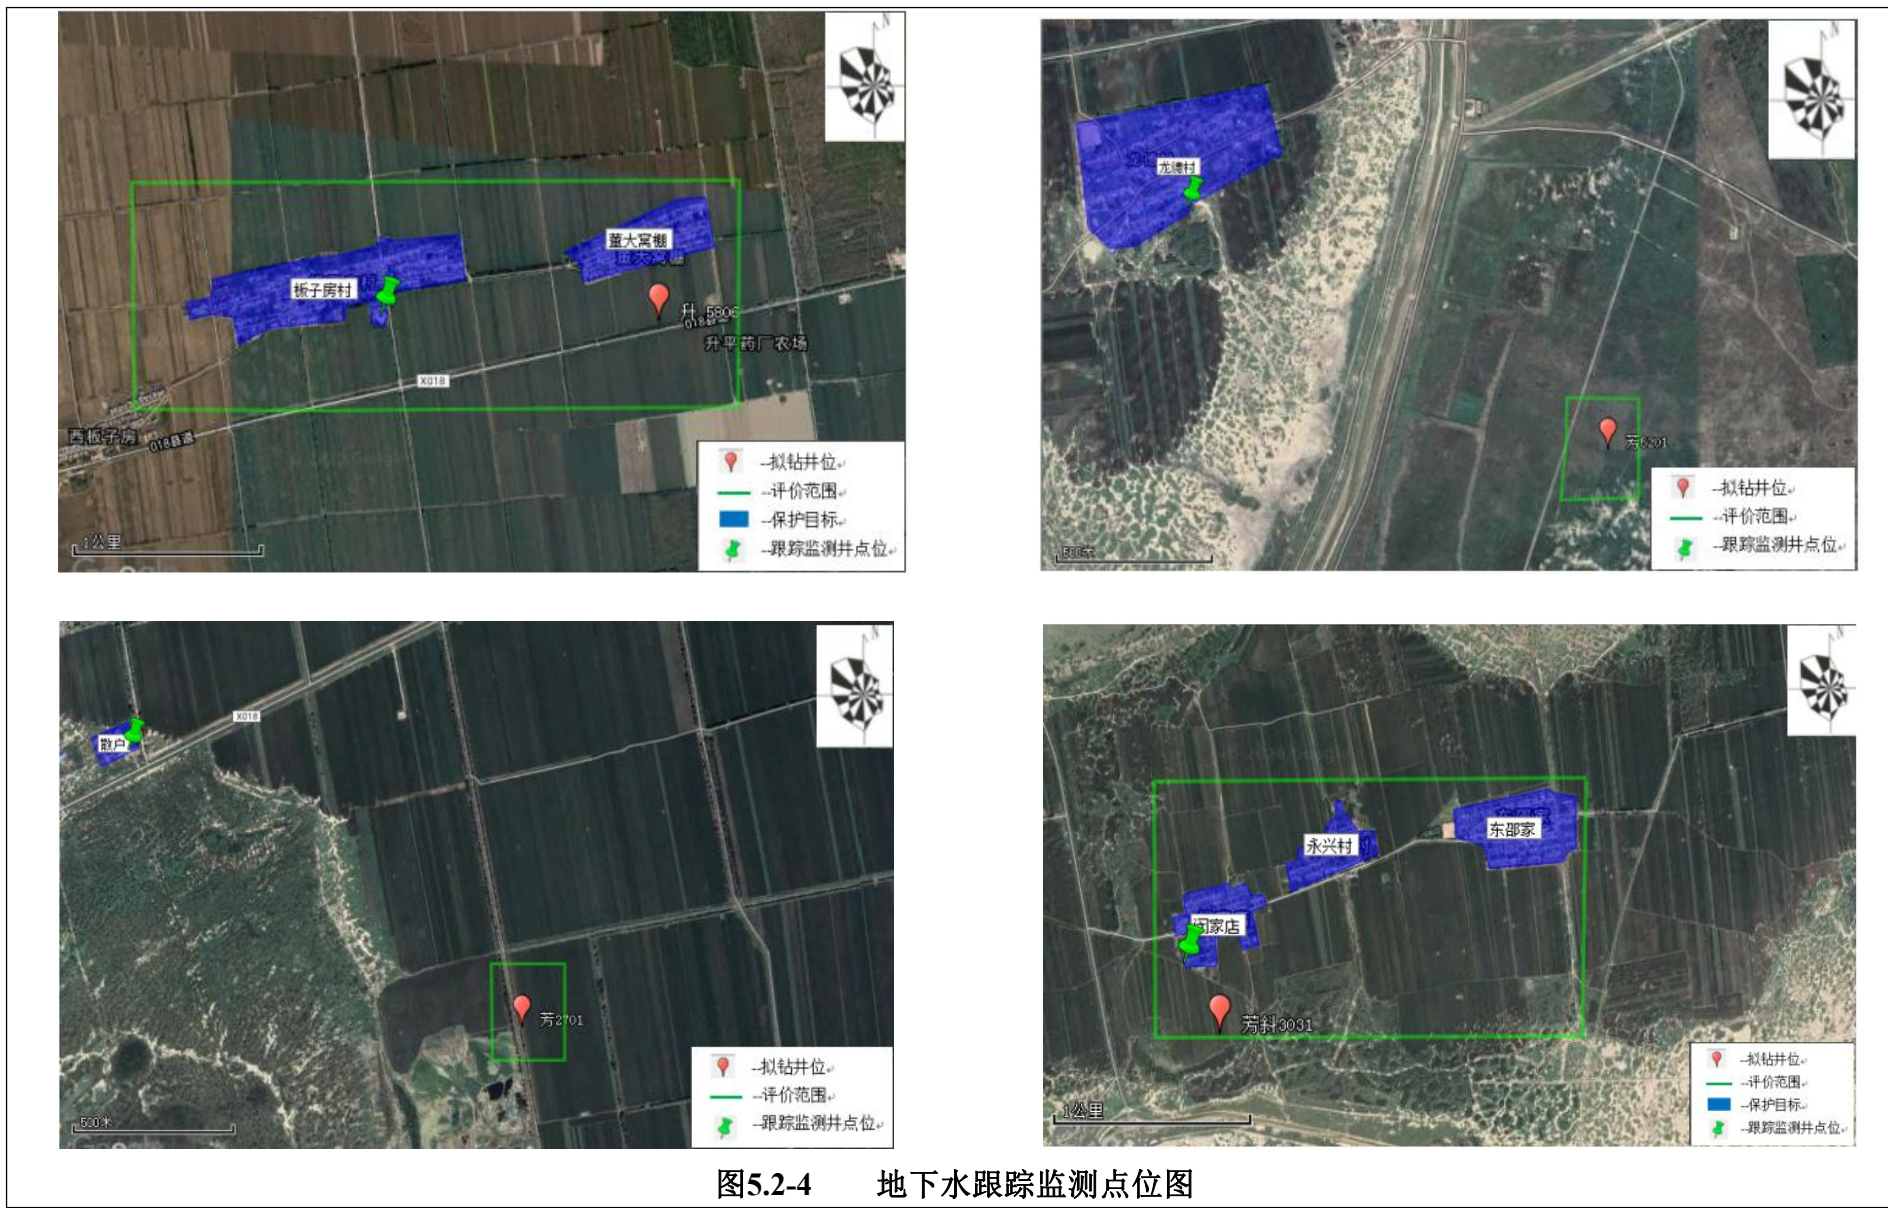 N
董大窝棚
板子房村
升 5806
018县道
升平药厂农场
X018
西板子房
018县道
1公里
--拟钻井位
--评价范围
--保护目标
--跟踪监测井点位
N
龙德村
芳6201
500米
--拟钻井位
--评价范围
--跟踪监测井点位
N
X018
散户
芳2701
500米
--拟钻井位
--评价范围
--跟踪监测井点位
N
东邵家
永兴村
闫家店
芳斜3031
1公里
--拟钻井位
--评价范围
--保护目标
--跟踪监测井点位
图5.2-4 地下水跟踪监测点位图